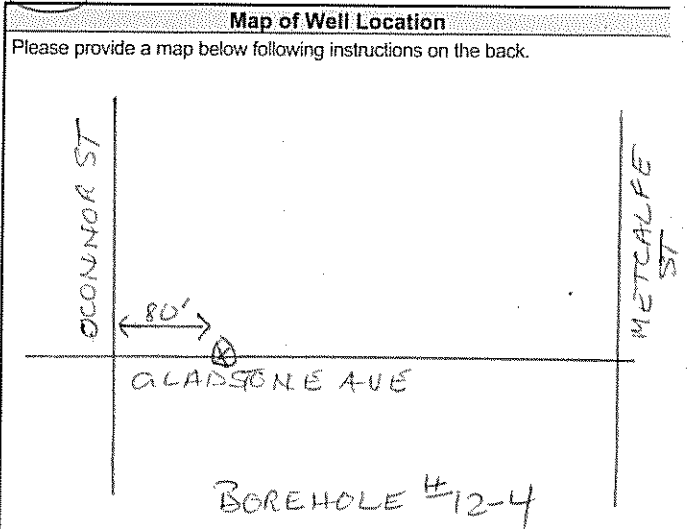 Map of Well Location
Please provide a map below following instructions on the back.
OCONNOR ST
METCALFE
ST
80'
GLADSTONE AVE
BOREHOLE #12-4